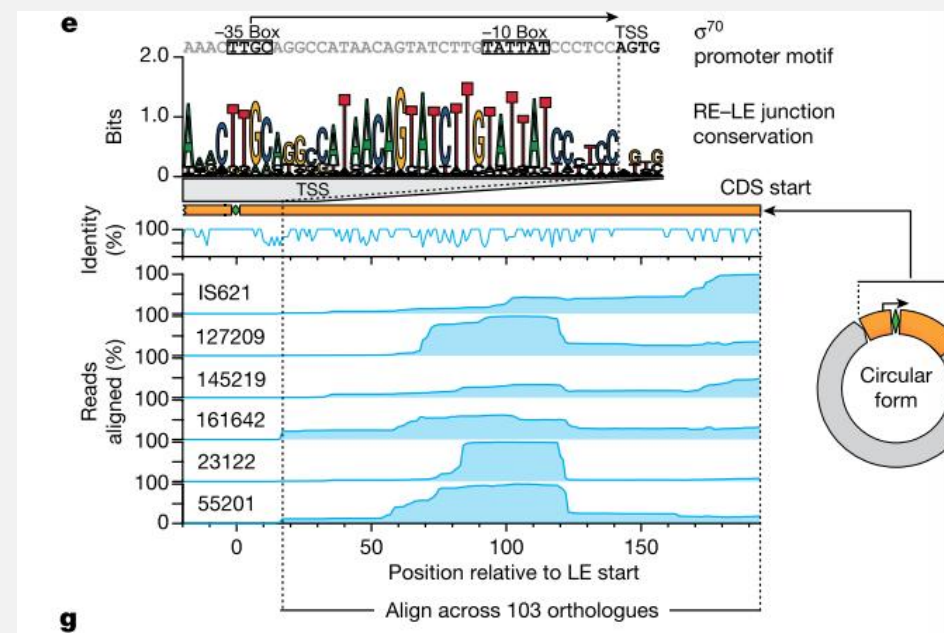 e
–35 Box –10 Box TSS
AAACTTGCAGGCCATAACAGTATCTTGTATTATCCCTCCAGTG
σ70
promoter motif
2.0
1.0
0
Bits
RE–LE junction
conservation
TSS
CDS start
Identity
(%)
100
Reads
aligned (%)
100
IS621
100
127209
100
145219
100
161642
100
23122
100
55201
0
0 50 100 150
Position relative to LE start
Align across 103 orthologues
Circular
form
g